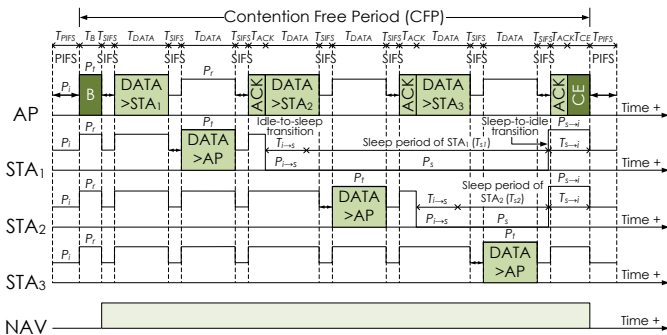 Contention Free Period (CFP)
TPIFS TB TSIFS TDATA TSIFS TDATA TSIFS TACK TDATA TSIFS TDATA TSIFS TACK TDATA TSIFS TDATA TSIFS TACK TCE TPIFS
PIFS Pt SIFS SIFS Pr SIFS SIFS SIFS SIFS SIFS PIFS
Pi B DATA >STA1 ACK DATA >STA2 ACK DATA >STA3 ACK CE
AP Time +
Idle-to-sleep transition
Sleep-to-idle transition
Pi Pr Pt DATA >AP Ti→s Sleep period of STA1 (Ts1) Ps→i Ts→i
Pi→s Ps
STA1 Time +
Pi Pr Pt DATA >AP Ti→s Sleep period of STA2 (Ts2) Ps→i Ts→i
Pi→s Ps
STA2 Time +
Pi Pr Pt DATA >AP
STA3 Time +
NAV Time +